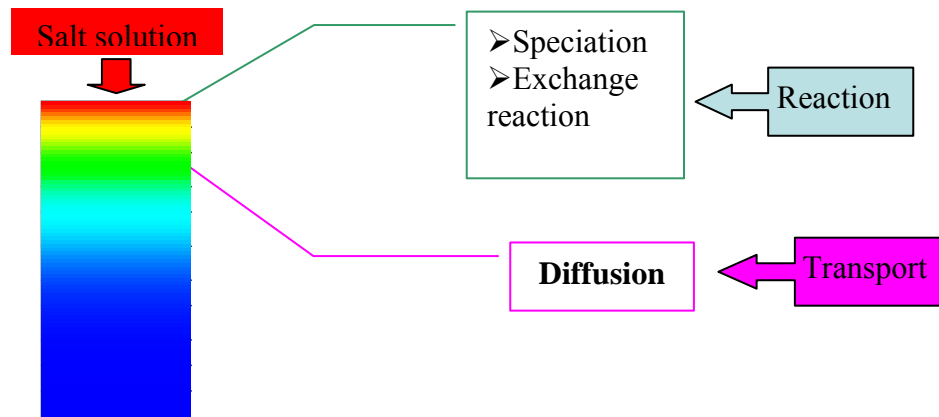 Salt solution
➢Speciation
➢Exchange
reaction
Reaction
Diffusion
Transport